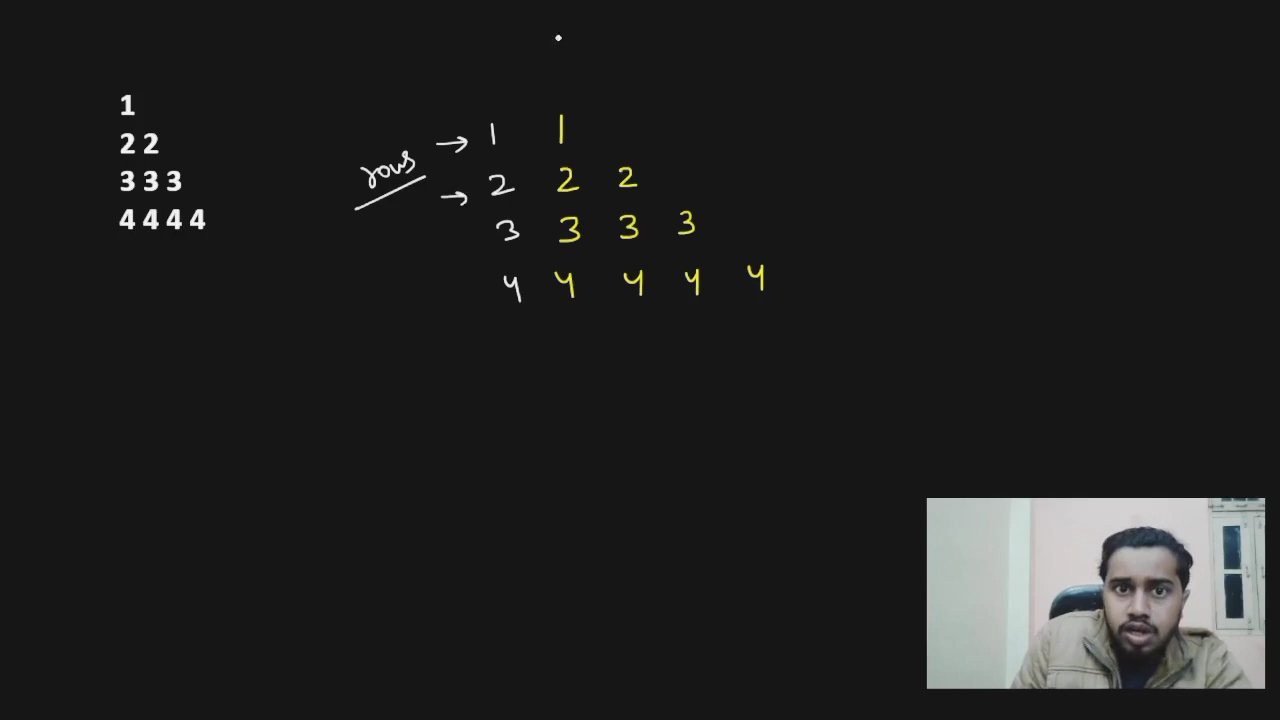 1
2 2
3 3 3
4 4 4 4
rows
→ 1 1
→ 2 2 2
3 3 3 3
4 4 4 4 4